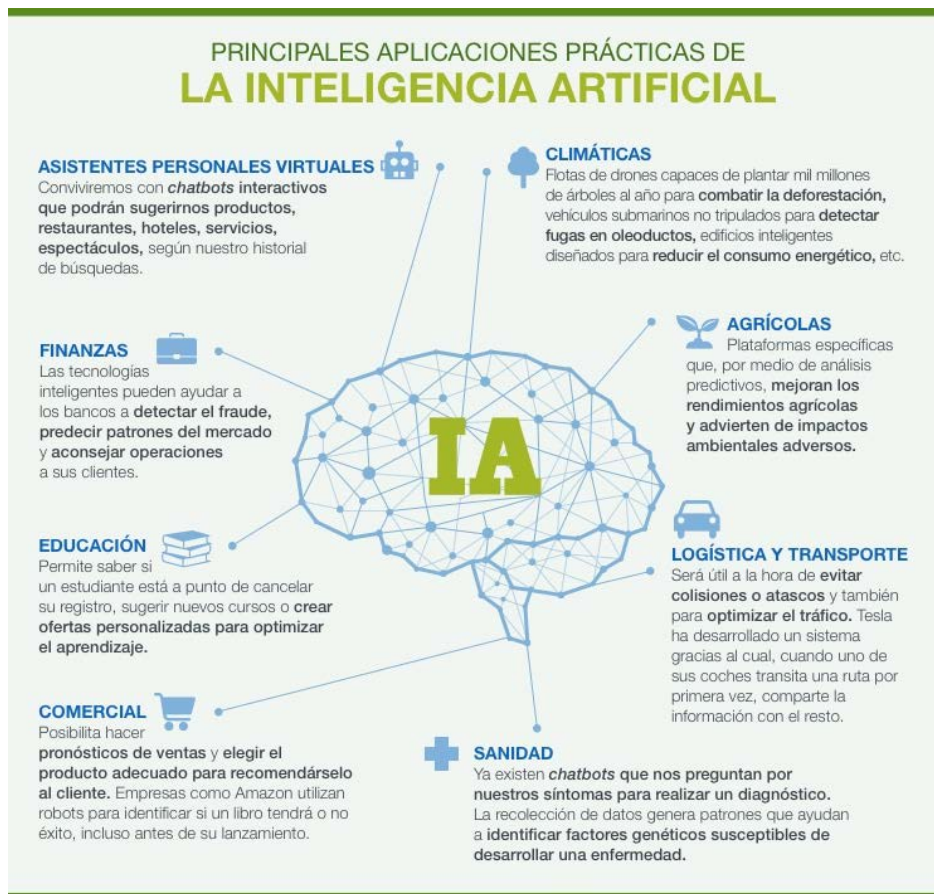 PRINCIPALES APLICACIONES PRÁCTICAS DE
LA INTELIGENCIA ARTIFICIAL
ASISTENTES PERSONALES VIRTUALES
Conviviremos con chatbots interactivos
que podrán sugerirnos productos,
restaurantes, hoteles, servicios,
espectáculos, según nuestro historial
de búsquedas.
CLIMÁTICAS
Flotas de drones capaces de plantar mil millones
de árboles al año para combatir la deforestación,
vehículos submarinos no tripulados para detectar
fugas en oleoductos, edificios inteligentes
diseñados para reducir el consumo energético, etc.
FINANZAS
Las tecnologías
inteligentes pueden ayudar a
los bancos a detectar el fraude,
predecir patrones del mercado
y aconsejar operaciones
a sus clientes.
IA
AGRÍCOLAS
Plataformas específicas
que, por medio de análisis
predictivos, mejoran los
rendimientos agrícolas
y advierten de impactos
ambientales adversos.
EDUCACIÓN
Permite saber si
un estudiante está a punto de cancelar
su registro, sugerir nuevos cursos o crear
ofertas personalizadas para optimizar
el aprendizaje.
LOGÍSTICA Y TRANSPORTE
Será útil a la hora de evitar
colisiones o atascos y también
para optimizar el tráfico. Tesla
ha desarrollado un sistema
gracias al cual, cuando uno de
sus coches transita una ruta por
primera vez, comparte la
información con el resto.
COMERCIAL
Posibilita hacer
pronósticos de ventas y elegir el
producto adecuado para recomendárselo
al cliente. Empresas como Amazon utilizan
robots para identificar si un libro tendrá o no
éxito, incluso antes de su lanzamiento.
SANIDAD
Ya existen chatbots que nos preguntan por
nuestros síntomas para realizar un diagnóstico.
La recolección de datos genera patrones que ayudan
a identificar factores genéticos susceptibles de
desarrollar una enfermedad.